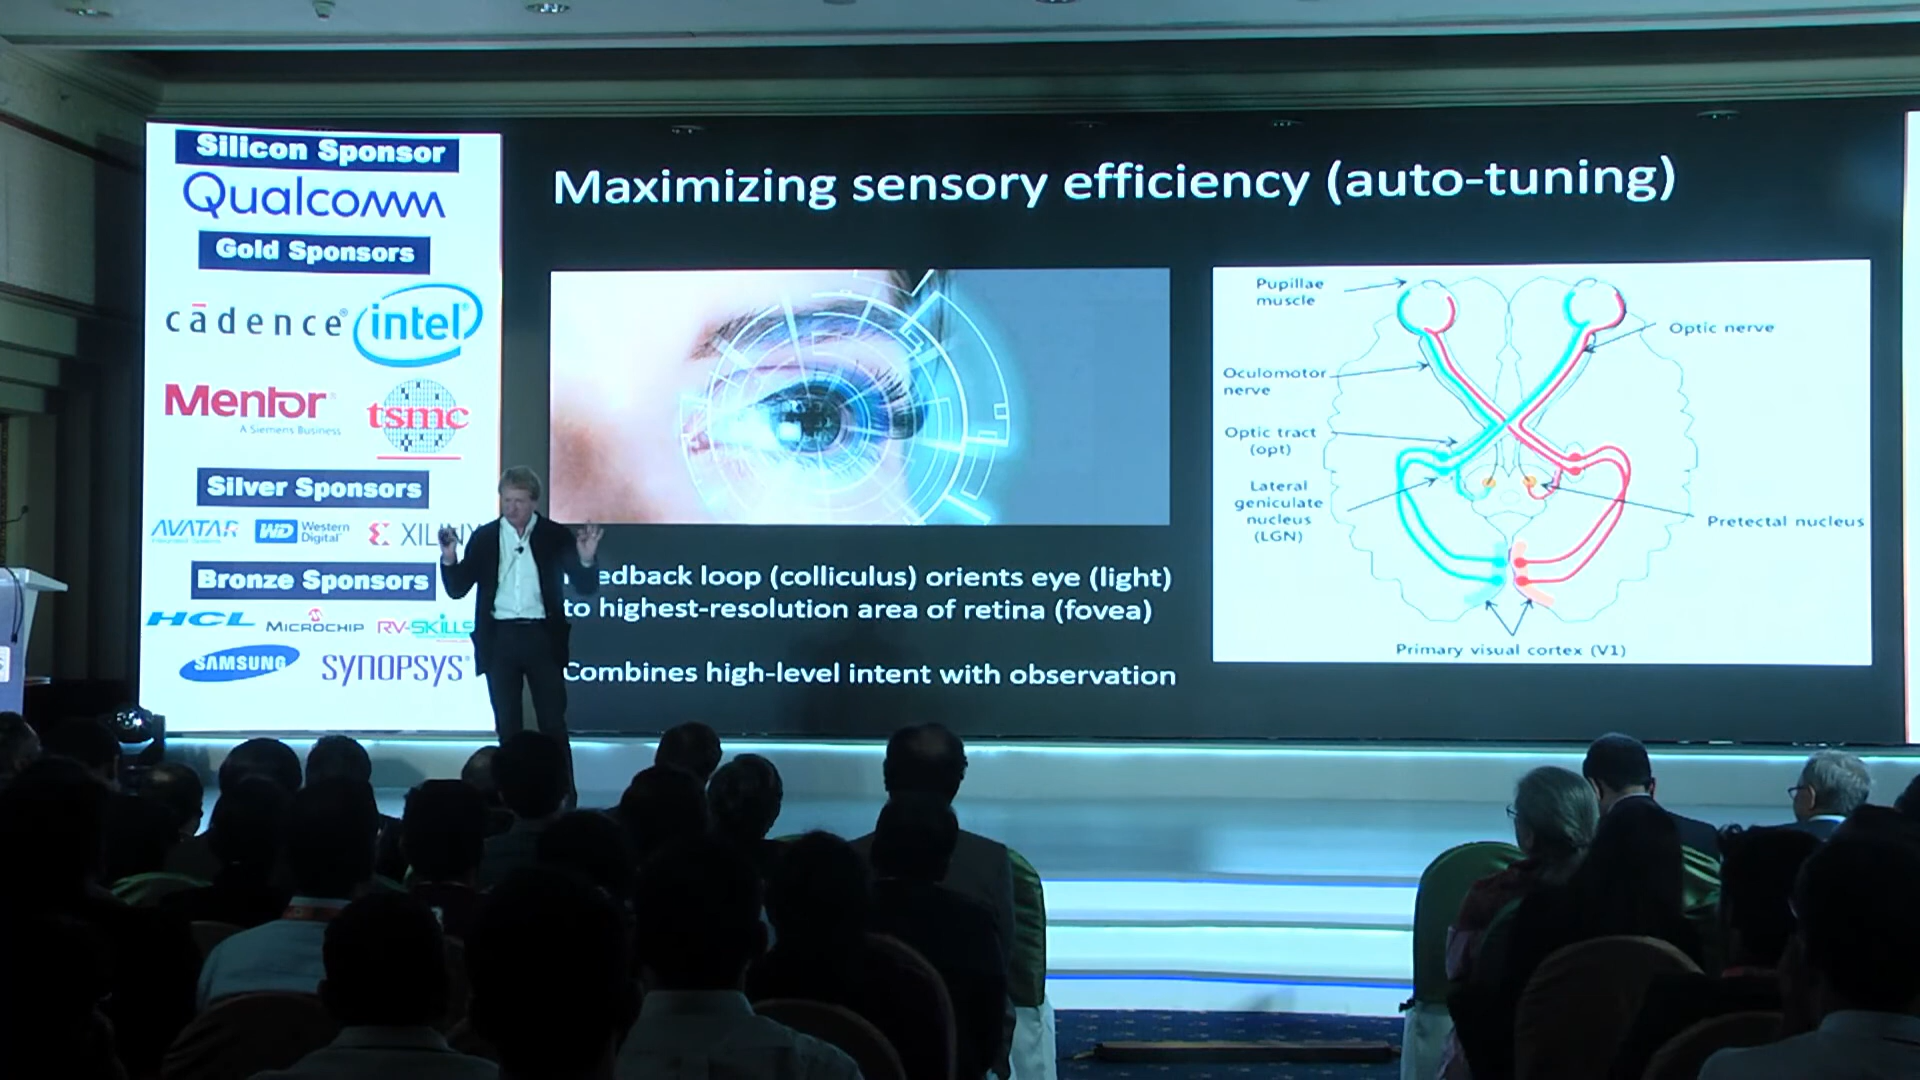 Silicon Sponsor
Qualcomm
Gold Sponsors
cādence®
intel®
Mentor
A Siemens Business
tsmc
Silver Sponsors
AVATAR
WD Western
Digital®
Bronze Sponsors
HCL
MICROCHIP
RV-SKILLS
SAMSUNG
SYNOPSYS®
Maximizing sensory efficiency (auto-tuning)
loop (colliculus) orients eye (light)
to highest-resolution area of retina (fovea)
Combines high-level intent with observation
Pupillae
muscle
Optic nerve
Oculomotor
nerve
Optic tract
(opt)
Lateral
geniculate
nucleus
(LGN)
Pretectal nucleus
Primary visual cortex (V1)